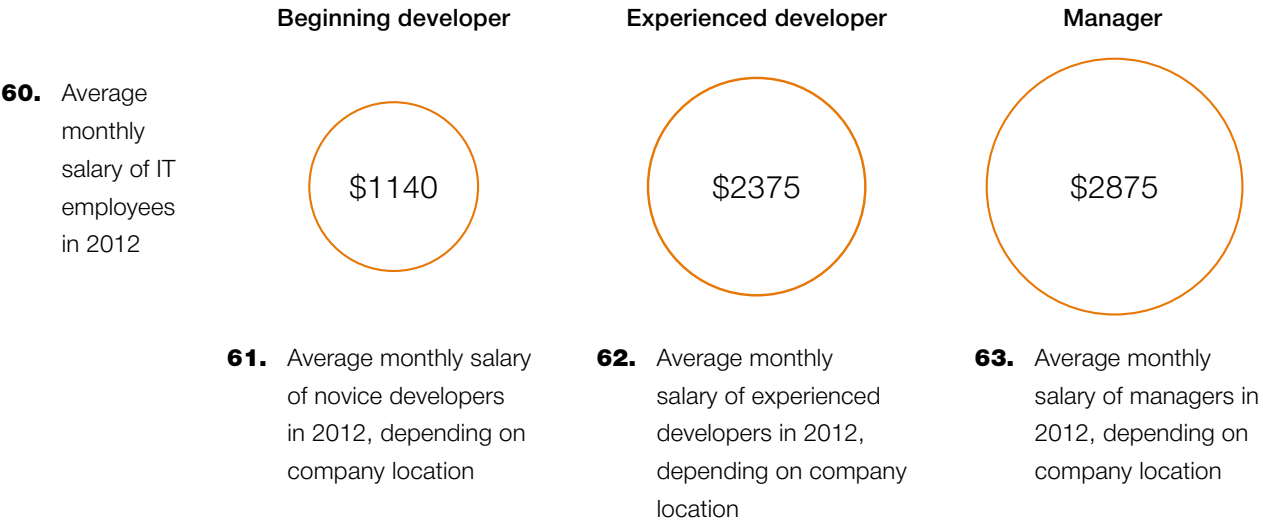 Beginning developer
Experienced developer
Manager
60. Average
monthly
salary of IT
employees
in 2012
$1140
$2375
$2875
61. Average monthly salary
of novice developers
in 2012, depending on
company location
62. Average monthly
salary of experienced
developers in 2012,
depending on company
location
63. Average monthly
salary of managers in
2012, depending on
company location